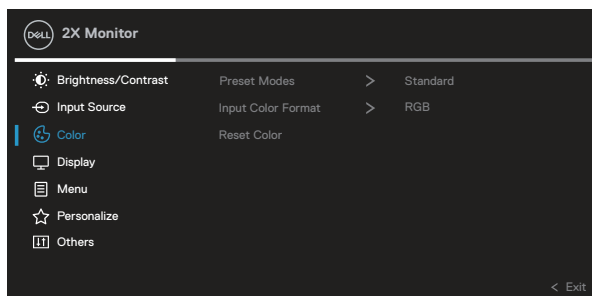 DELL 2X Monitor
Brightness/Contrast Preset Modes > Standard
Input Source Input Color Format > RGB
Color Reset Color
Display
Menu
Personalize
Others
< Exit